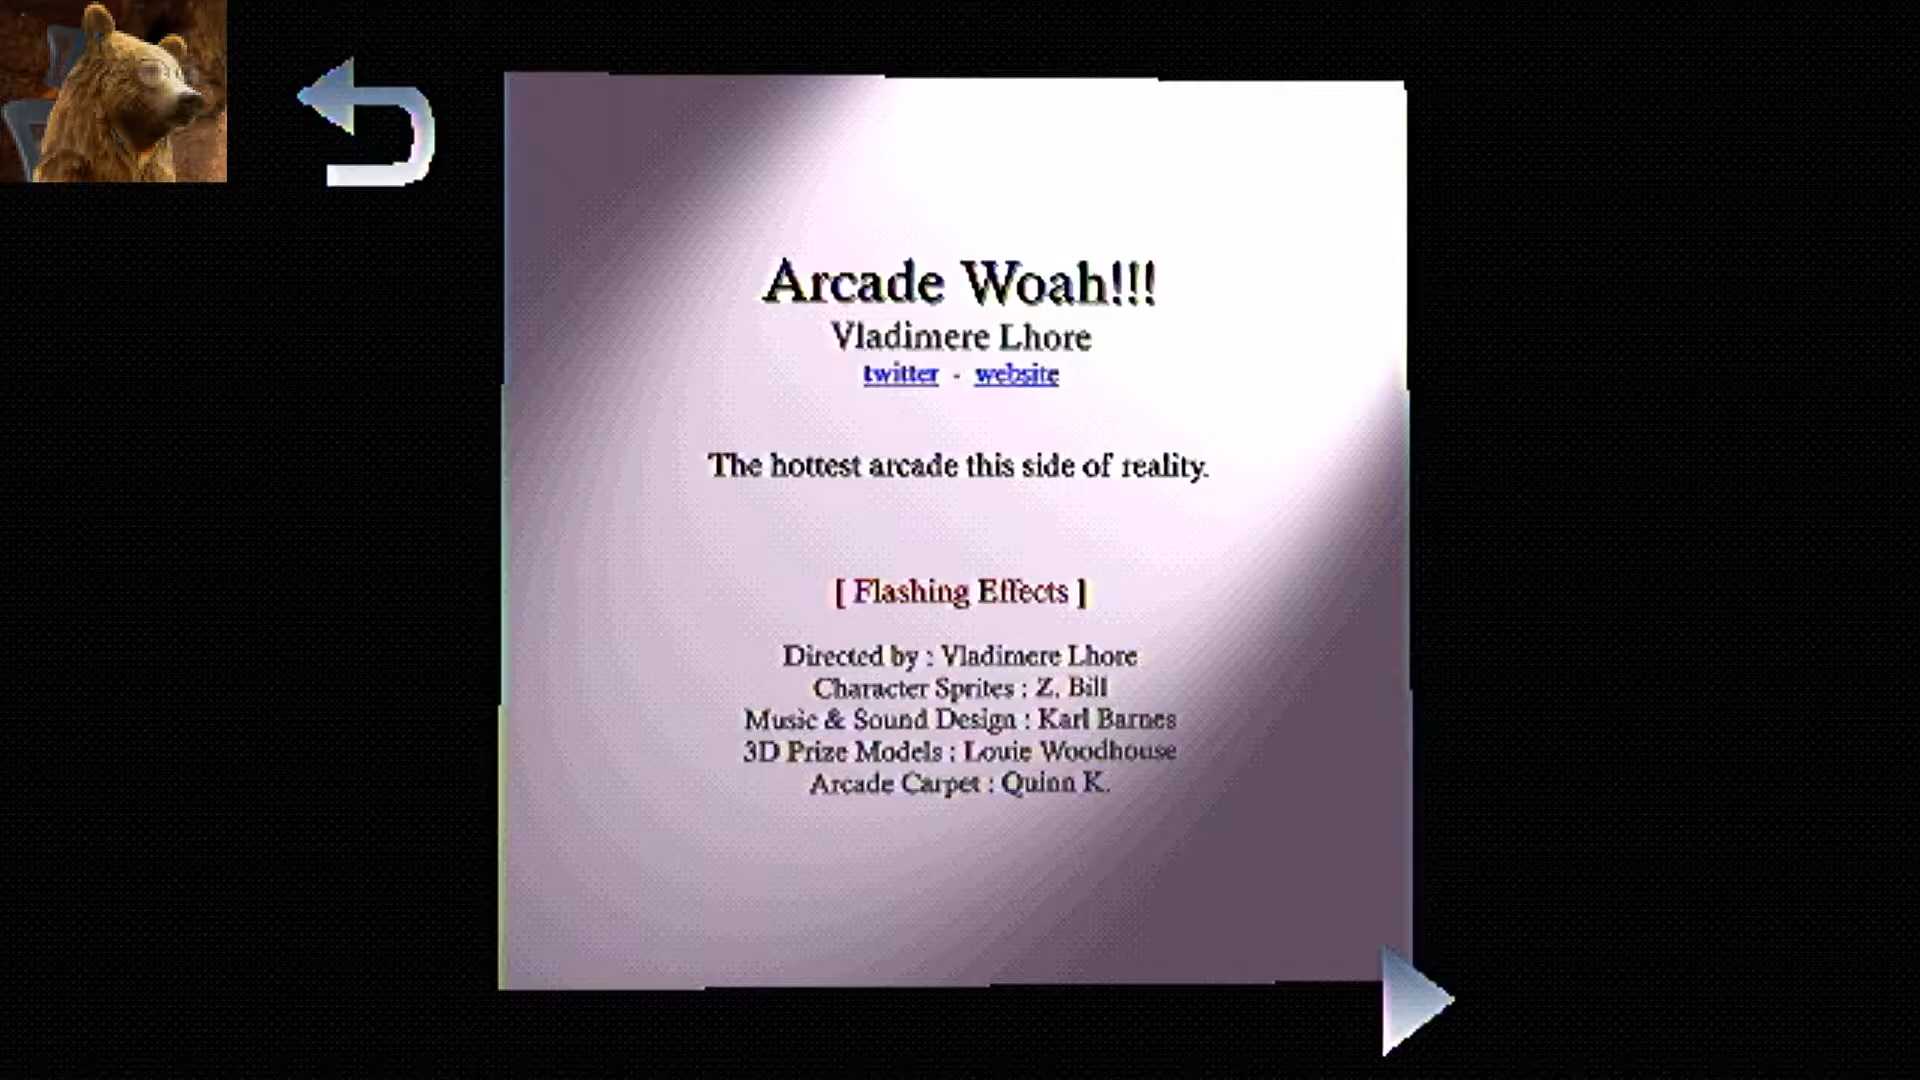 Arcade Woah!!!
Vladimere Lhore
twitter - website
The hottest arcade this side of reality.
[ Flashing Effects ]
Directed by : Vladimere Lhore
Character Sprites : Z. Bill
Music & Sound Design : Karl Barnes
3D Prize Models : Louie Woodhouse
Arcade Carpet : Quinn K.